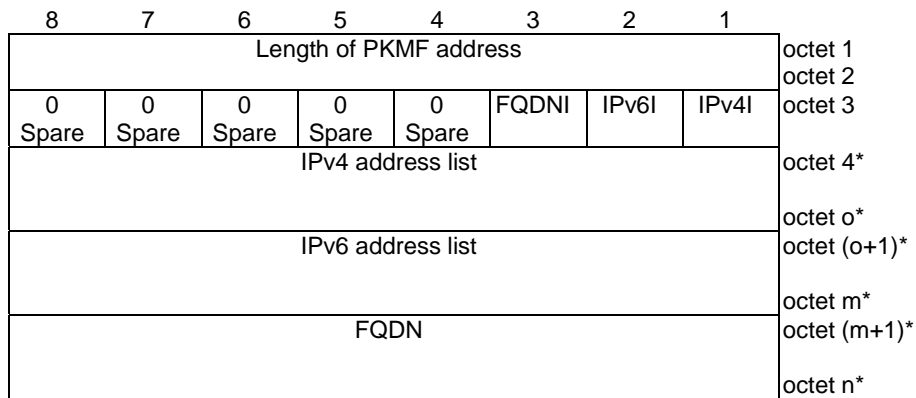 8 7 6 5 4 3 2 1
Length of PKMF address octet 1
octet 2
0 0 0 0 0 FQDNI IPv6I IPv4I octet 3
Spare Spare Spare Spare Spare
IPv4 address list octet 4*
octet o*
IPv6 address list octet (o+1)*
octet m*
FQDN octet (m+1)*
octet n*